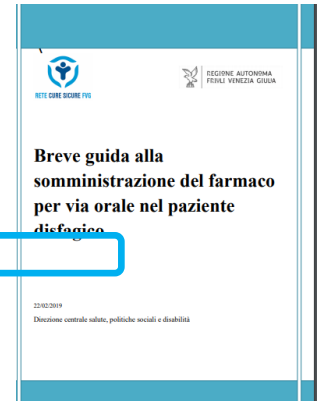 RETE CURE SICURE FVG
REGIONE AUTONOMA
FRIULI VENEZIA GIULIA
Breve guida alla
somministrazione del farmaco
per via orale nel paziente
disfagico
22/02/2019
Direzione centrale salute, politiche sociali e disabilità